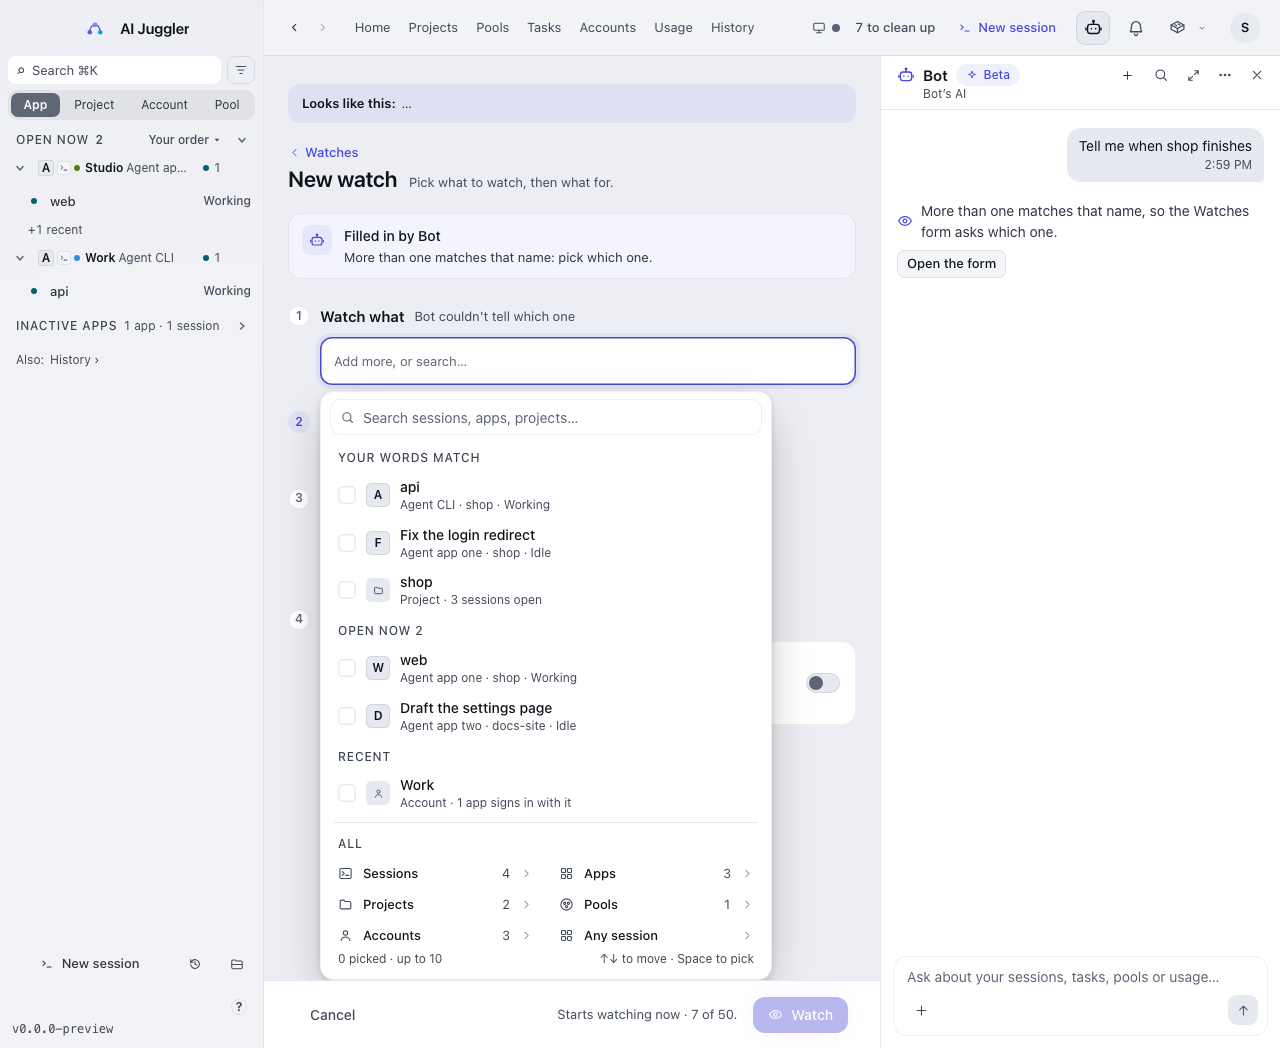 AI Juggler
Search ⌘K
App Project Account Pool
OPEN NOW 2 Your order
A Studio Agent ap... 1
web Working
+1 recent
A Work Agent CLI 1
api Working
INACTIVE APPS 1 app · 1 session
Also: History ›
New session
?
v0.0.0-preview
Home Projects Pools Tasks Accounts Usage History
7 to clean up
New session
S
Looks like this: ...
Watches
New watch Pick what to watch, then what for.
Filled in by Bot
More than one matches that name: pick which one.
1 Watch what Bot couldn't tell which one
Add more, or search...
2
3
4
Search sessions, apps, projects...
YOUR WORDS MATCH
A api
Agent CLI · shop · Working
F Fix the login redirect
Agent app one · shop · Idle
shop
Project · 3 sessions open
OPEN NOW 2
W web
Agent app one · shop · Working
D Draft the settings page
Agent app two · docs-site · Idle
RECENT
Work
Account · 1 app signs in with it
ALL
Sessions 4 Apps 3
Projects 2 Pools 1
Accounts 3 Any session
0 picked · up to 10 ↑↓ to move · Space to pick
Cancel Starts watching now · 7 of 50. Watch
Bot Beta
Bot's AI
Tell me when shop finishes
2:59 PM
More than one matches that name, so the Watches
form asks which one.
Open the form
Ask about your sessions, tasks, pools or usage...